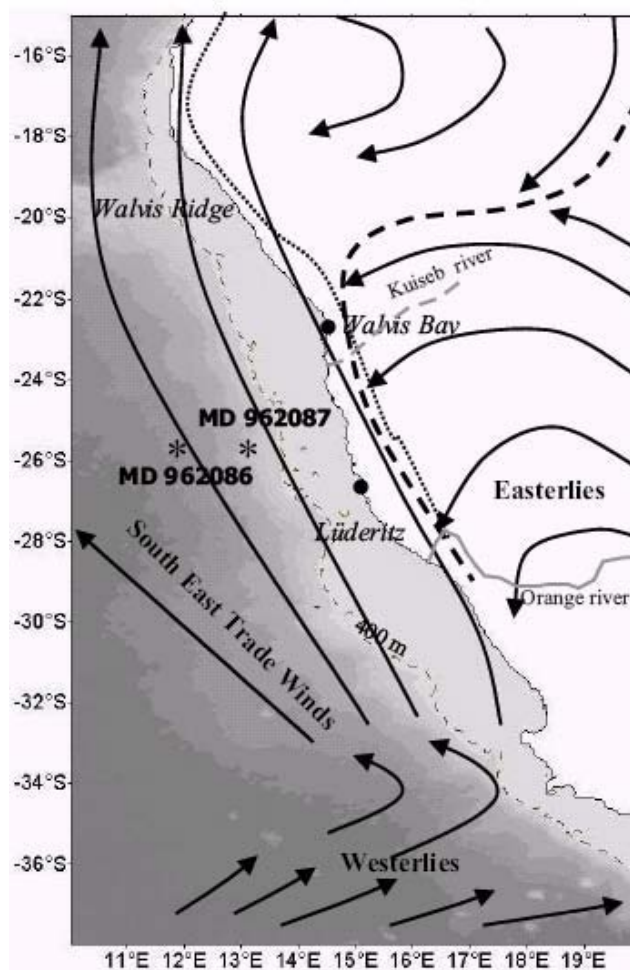 -16°S
-18°S
-20°S
-22°S
-24°S
-26°S
-28°S
-30°S
-32°S
-34°S
-36°S
Walvis Ridge
Kuiseb river
Walvis Bay
MD 962087
MD 962086
Easterlies
Lüderitz
Orange river
South East Trade Winds
400 m
Westerlies
11°E 12°E 13°E 14°E 15°E 16°E 17°E 18°E 19°E